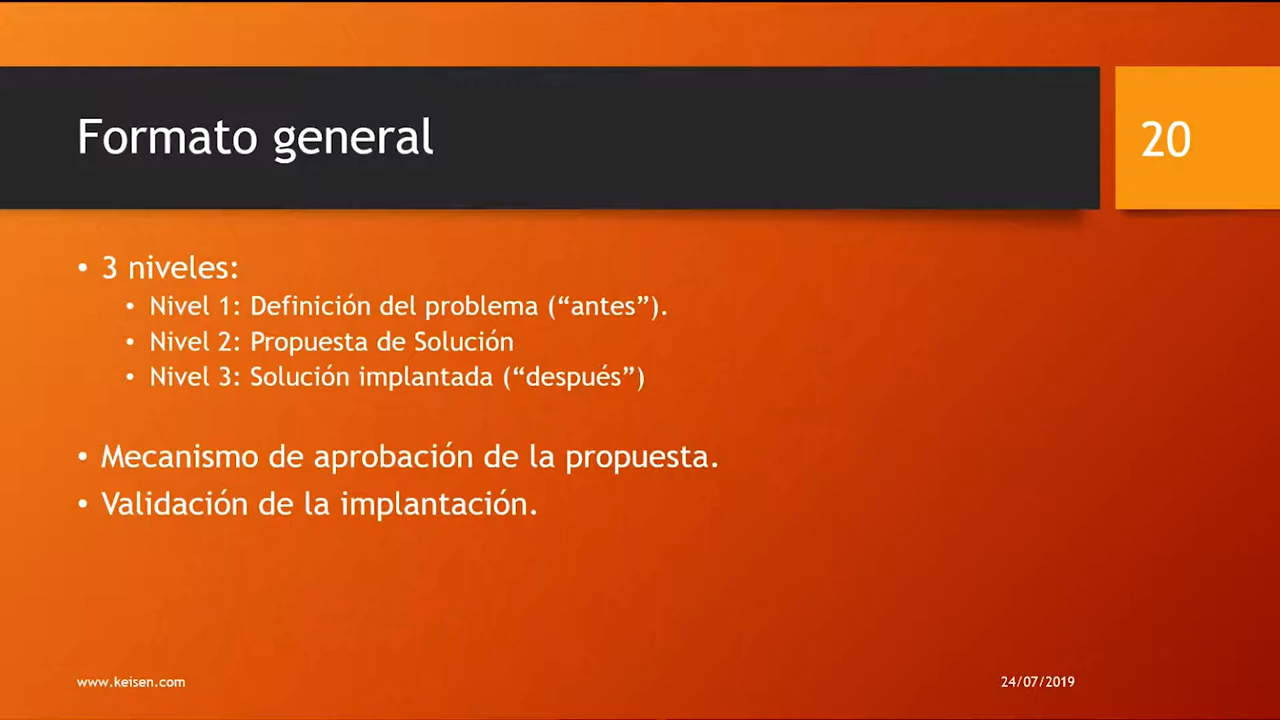 Formato general
20
• 3 niveles:
• Nivel 1: Definición del problema (“antes”).
• Nivel 2: Propuesta de Solución
• Nivel 3: Solución implantada (“después”)
• Mecanismo de aprobación de la propuesta.
• Validación de la implantación.
www.keisen.com
24/07/2019